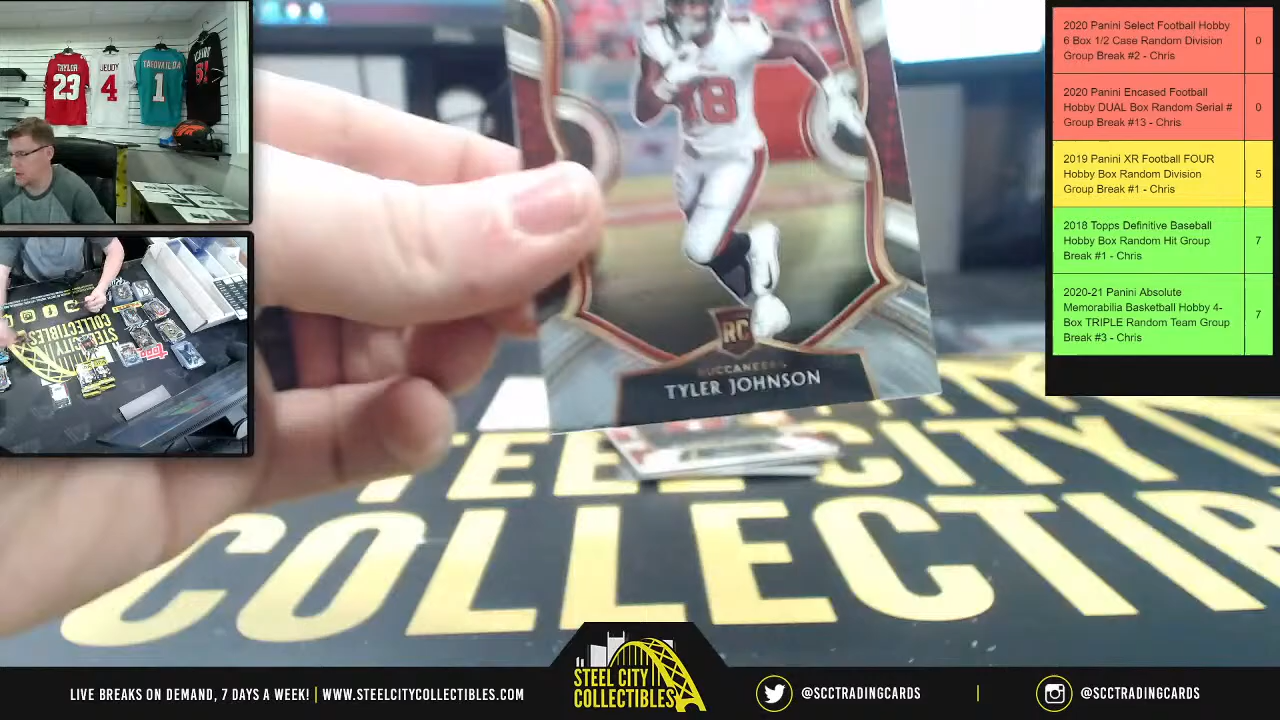 TAYLOR
23
JEUDY
4
TAGOVAILOA
1
2020 Panini Select Football Hobby
6 Box 1/2 Case Random Division
Group Break #2 - Chris
0
2020 Panini Encased Football
Hobby DUAL Box Random Serial #
Group Break #13 - Chris
0
2019 Panini XR Football FOUR
Hobby Box Random Division
Group Break #1 - Chris
5
2018 Topps Definitive Baseball
Hobby Box Random Hit Group
Break #1 - Chris
7
2020-21 Panini Absolute
Memorabilia Basketball Hobby 4-
Box TRIPLE Random Team Group
Break #3 - Chris
7
18
RC
BUCCANEERS
TYLER JOHNSON
STEEL CITY
COLLECTIBLES
Topps
STEEL CITY
COLLECTIB
STEEL CITY
COLLECTIBLES
LIVE BREAKS ON DEMAND, 7 DAYS A WEEK! | WWW.STEELCITYCOLLECTIBLES.COM
@SCCTRADINGCARDS
@SCCTRADINGCARDS